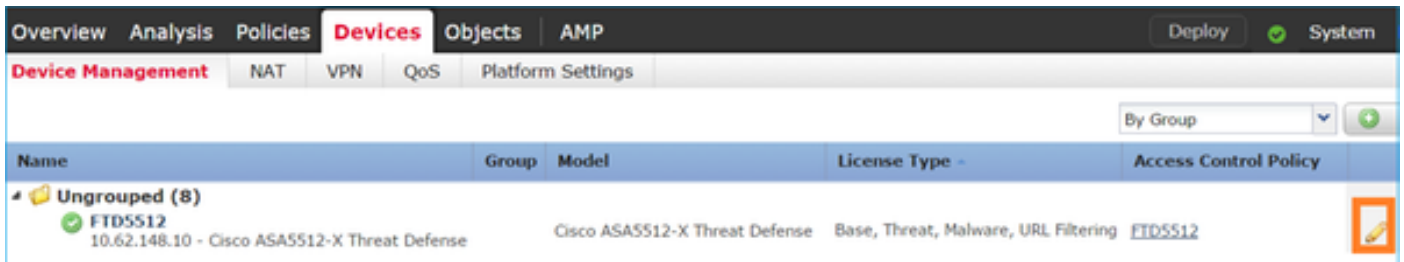 Overview Analysis Policies Devices Objects AMP Deploy System
Device Management NAT VPN QoS Platform Settings
By Group
Name Group Model License Type Access Control Policy
Ungrouped (8)
FTD5512
10.62.148.10 - Cisco ASA5512-X Threat Defense Cisco ASA5512-X Threat Defense Base, Threat, Malware, URL Filtering FTD5512